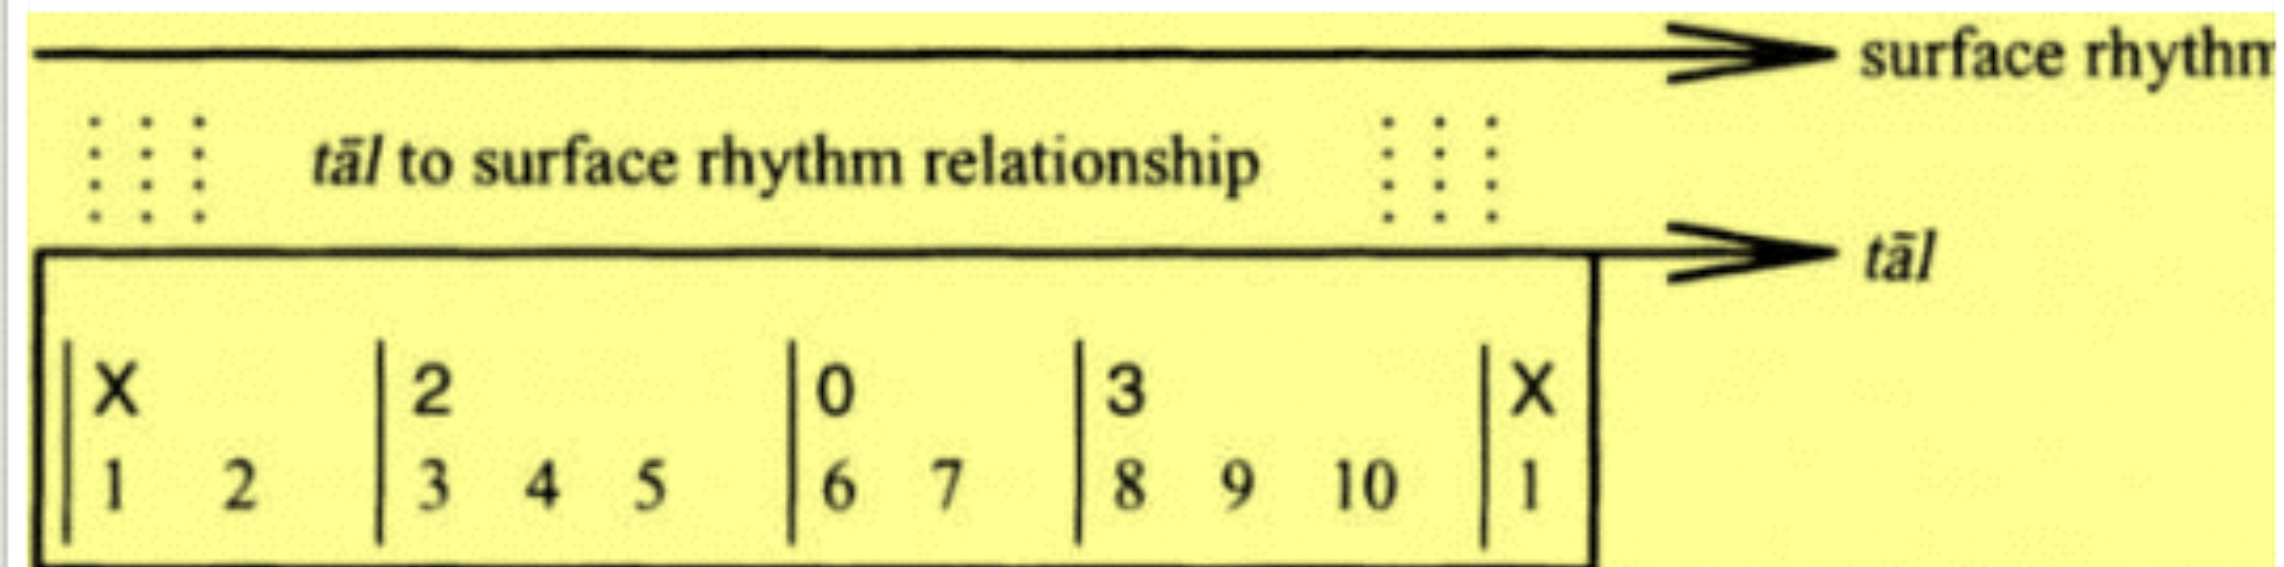 surface rhythm
tāl to surface rhythm relationship
tāl
X 2 0 3 X
1 2 3 4 5 6 7 8 9 10 1